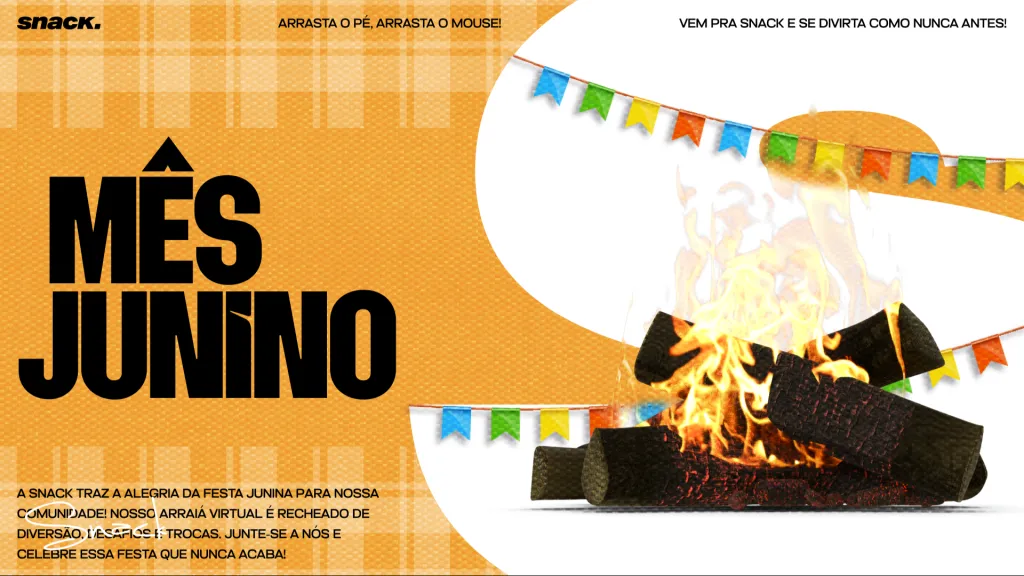 snack.
ARRASTA O PÉ, ARRASTA O MOUSE!
VEM PRA SNACK E SE DIVIRTA COMO NUNCA ANTES!
MÊS
JUNINO
A SNACK TRAZ A ALEGRIA DA FESTA JUNINA PARA NOSSA
COMUNIDADE! NOSSO ARRAIÁ VIRTUAL É RECHEADO DE
DIVERSÃO, DESAFIOS E TROCAS. JUNTE-SE A NÓS E
CELEBRE ESSA FESTA QUE NUNCA ACABA!
Snack